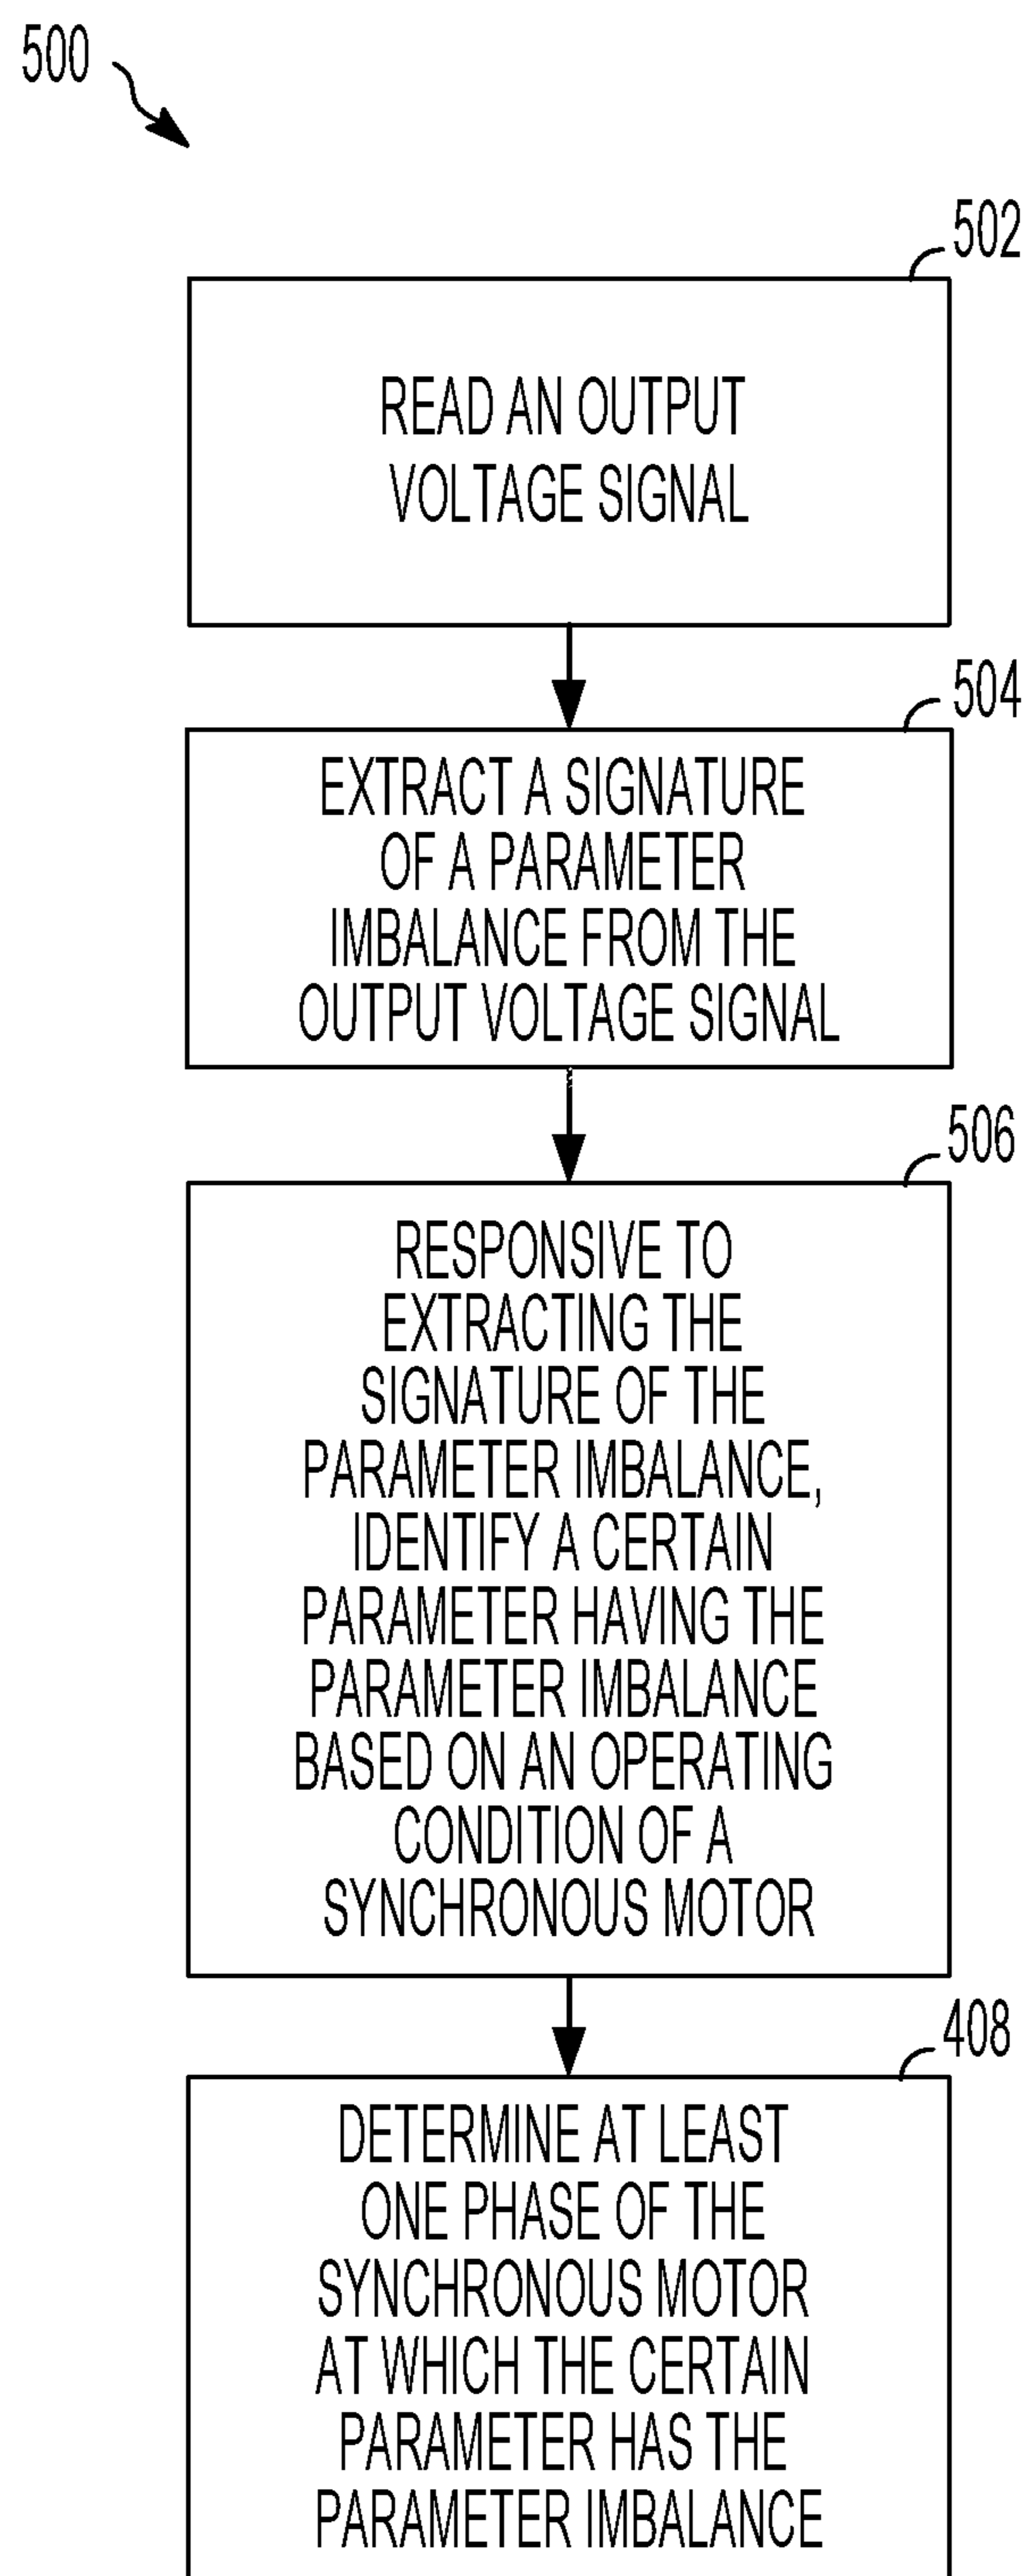 500
502
READ AN OUTPUT
VOLTAGE SIGNAL
504
EXTRACT A SIGNATURE
OF A PARAMETER
IMBALANCE FROM THE
OUTPUT VOLTAGE SIGNAL
506
RESPONSIVE TO
EXTRACTING THE
SIGNATURE OF THE
PARAMETER IMBALANCE,
IDENTIFY A CERTAIN
PARAMETER HAVING THE
PARAMETER IMBALANCE
BASED ON AN OPERATING
CONDITION OF A
SYNCHRONOUS MOTOR
408
DETERMINE AT LEAST
ONE PHASE OF THE
SYNCHRONOUS MOTOR
AT WHICH THE CERTAIN
PARAMETER HAS THE
PARAMETER IMBALANCE